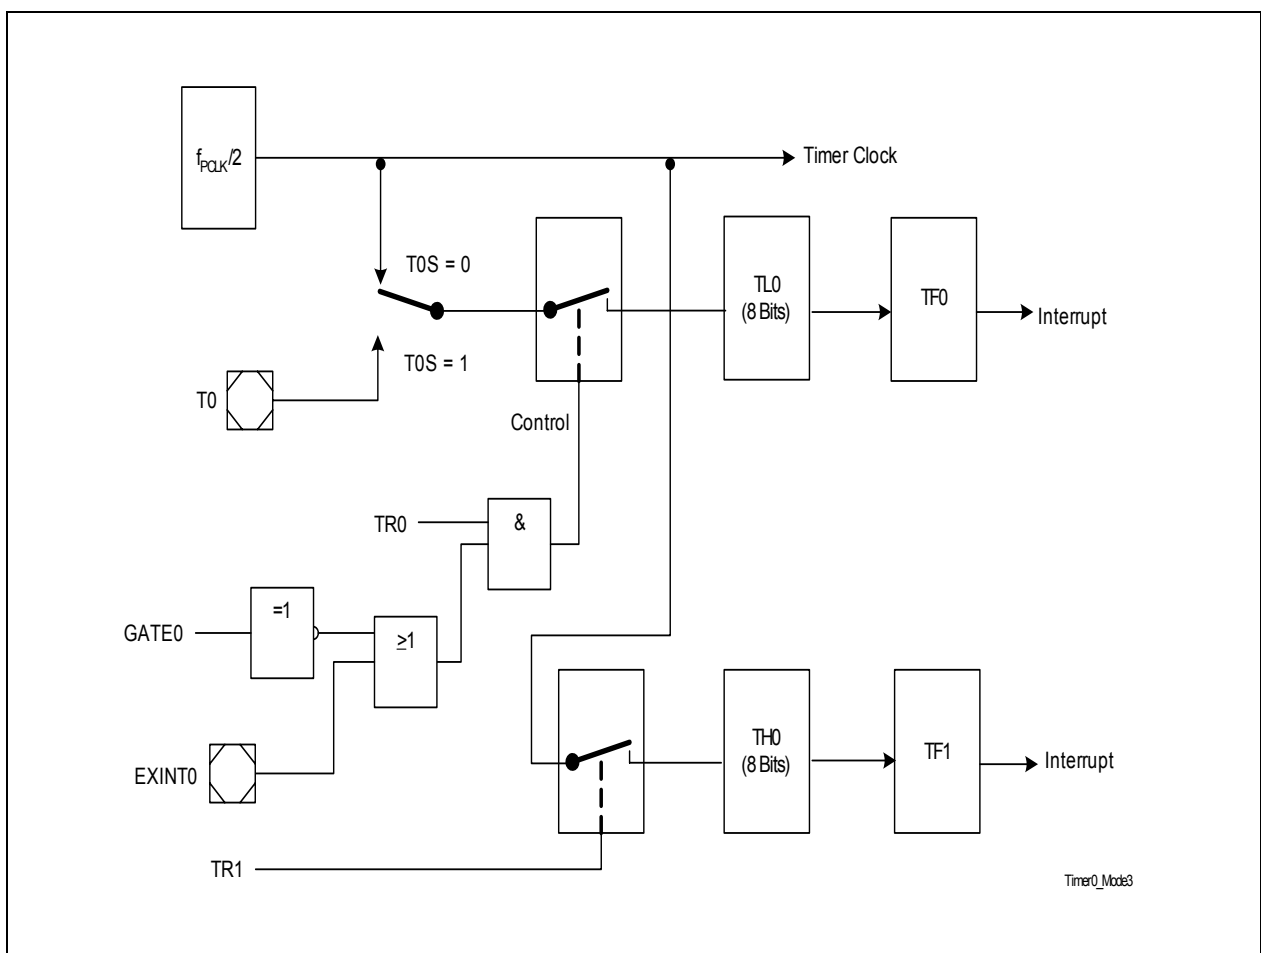 f_PCLK/2
Timer Clock
T0S = 0
T0S = 1
T0
TL0
(8 Bits)
TF0
Interrupt
Control
TR0
&
GATE0
=1
≥1
EXINT0
TH0
(8 Bits)
TF1
Interrupt
TR1
Timer0_Mode3